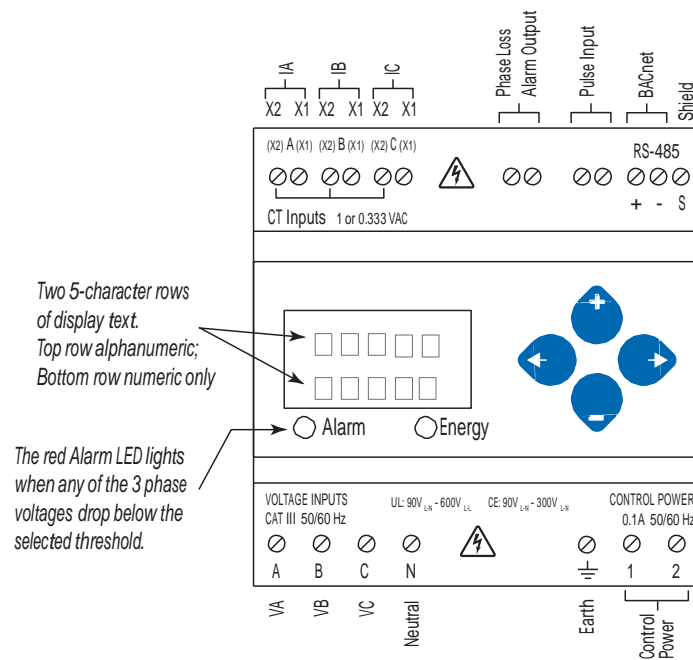 IA IB IC
Phase Loss
Alarm Output
Pulse Input
BACnet
Shield
X2 X1 X2 X1 X2 X1
(X2) A (X1) (X2) B (X1) (X2) C (X1)
RS-485
+ - S
CT Inputs 1 or 0.333 VAC
Two 5-character rows
of display text.
Top row alphanumeric;
Bottom row numeric only
+
-
Alarm Energy
The red Alarm LED lights
when any of the 3 phase
voltages drop below the
selected threshold.
VOLTAGE INPUTS UL: 90V L-N - 600V L-L CE: 90V L-N - 300V L-N CONTROL POWER
CAT III 50/60 Hz 0.1A 50/60 Hz
A B C N 1 2
VA VB VC Neutral Earth
Control
Power